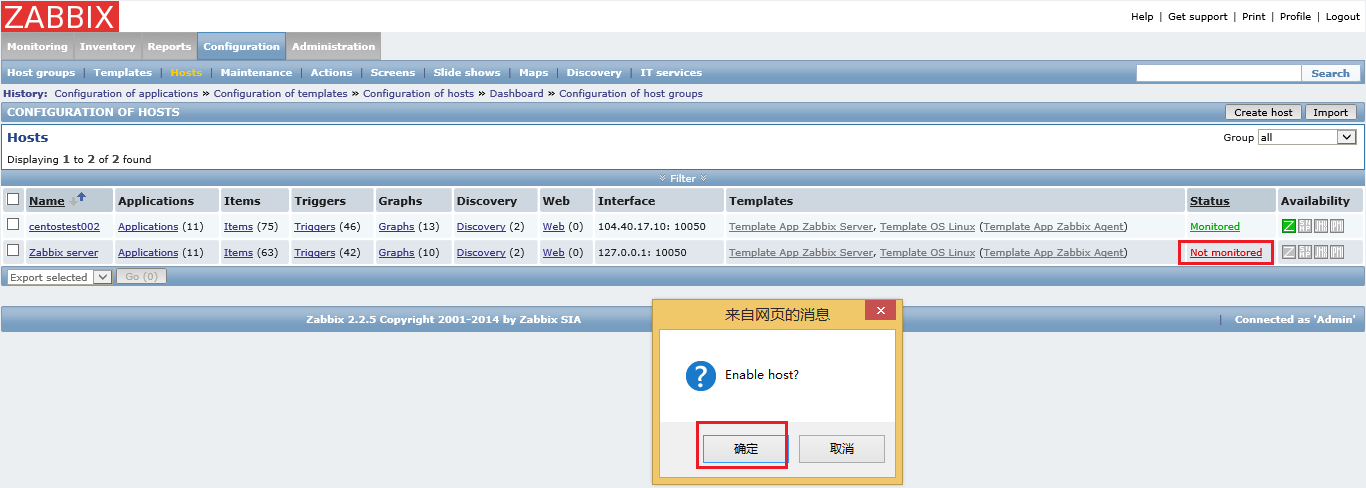 ZABBIX
Help | Get support | Print | Profile | Logout
Monitoring Inventory Reports Configuration Administration
Host groups | Templates | Hosts | Maintenance | Actions | Screens | Slide shows | Maps | Discovery | IT services Search
History: Configuration of applications » Configuration of templates » Configuration of hosts » Dashboard » Configuration of host groups
CONFIGURATION OF HOSTS Create host Import
Hosts Group all
Displaying 1 to 2 of 2 found
Filter
Name Applications Items Triggers Graphs Discovery Web Interface Templates Status Availability
centostest002 Applications (11) Items (75) Triggers (46) Graphs (13) Discovery (2) Web (0) 104.40.17.10: 10050 Template App Zabbix Server, Template OS Linux (Template App Zabbix Agent) Monitored Z
Zabbix server Applications (11) Items (63) Triggers (42) Graphs (10) Discovery (2) Web (0) 127.0.0.1: 10050 Template App Zabbix Server, Template OS Linux (Template App Zabbix Agent) Not monitored Z
Export selected Go (0)
Zabbix 2.2.5 Copyright 2001-2014 by Zabbix SIA | Connected as 'Admin'
来自网页的消息
Enable host?
确定 取消